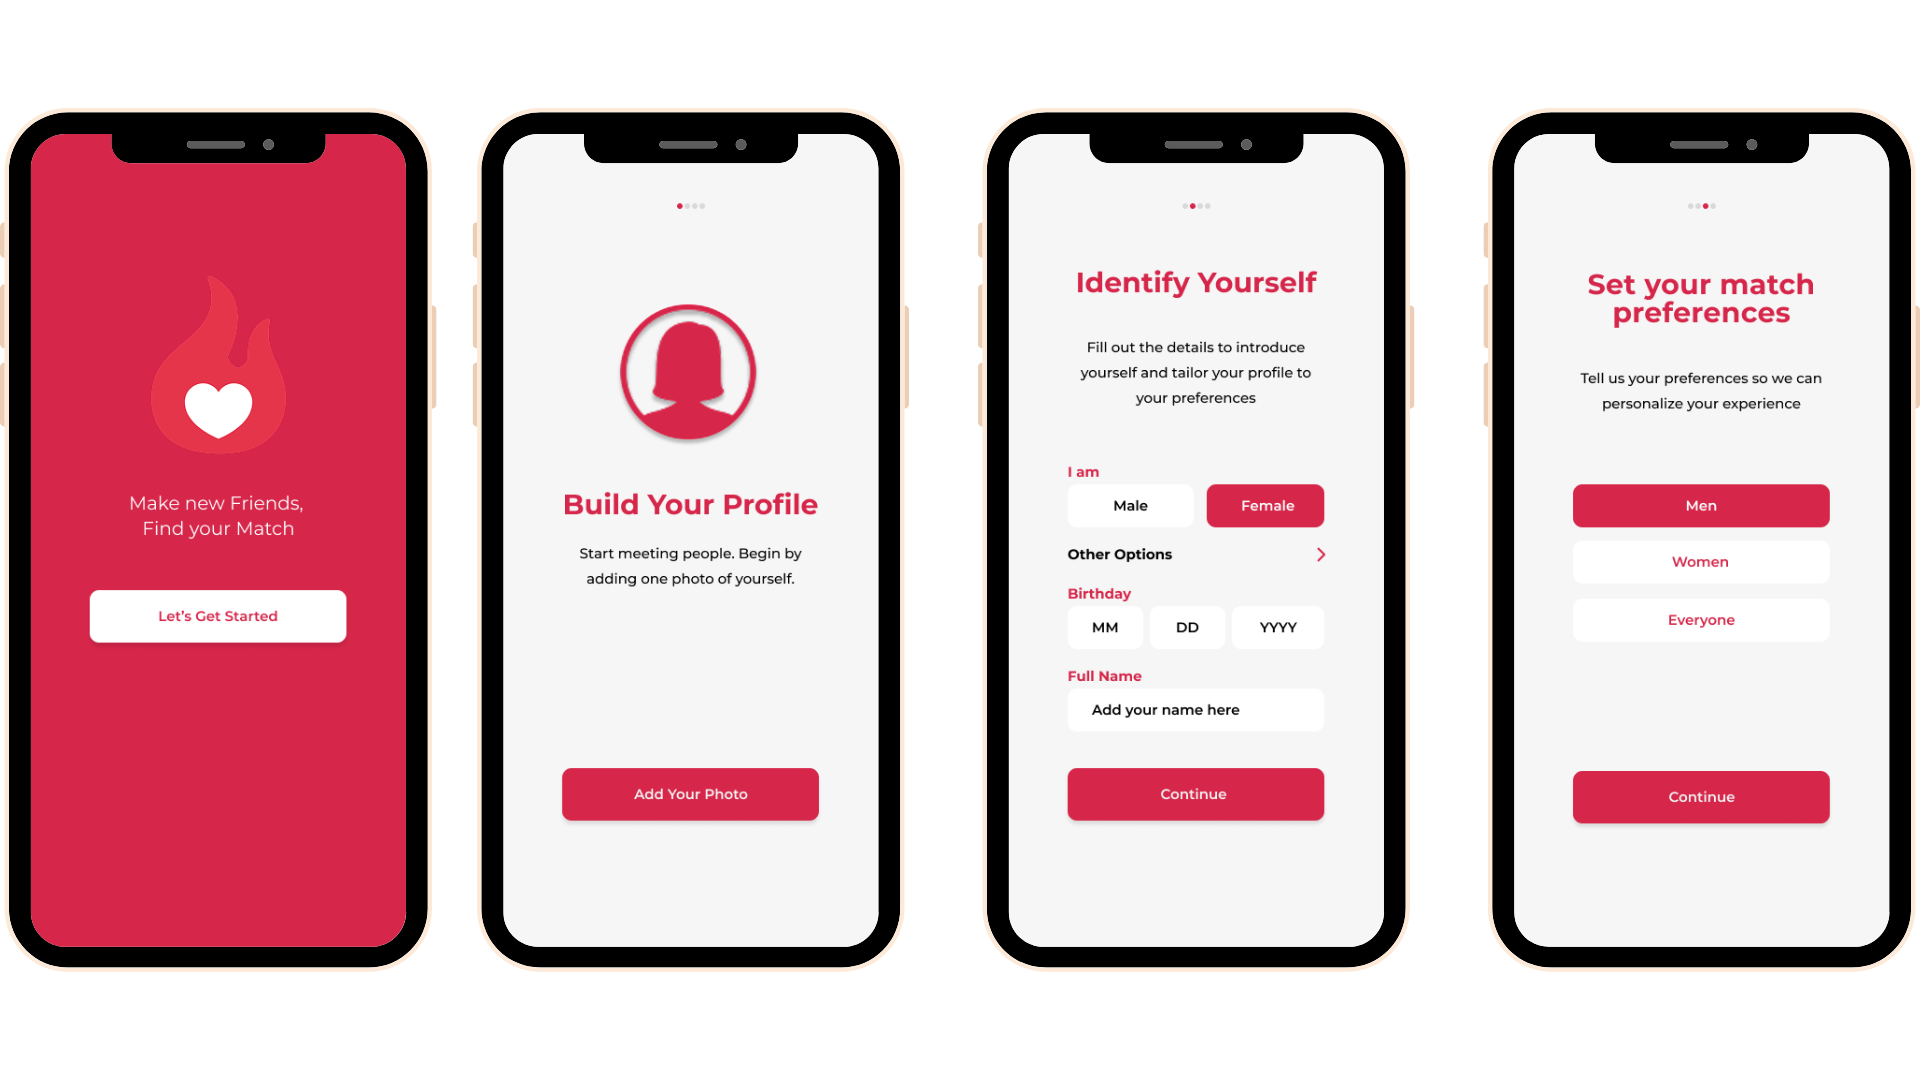 Make new Friends,
Find your Match
Let's Get Started
Build Your Profile
Start meeting people. Begin by
adding one photo of yourself.
Add Your Photo
Identify Yourself
Fill out the details to introduce
yourself and tailor your profile to
your preferences
I am
Male Female
Other Options
Birthday
MM DD YYYY
Full Name
Add your name here
Continue
Set your match
preferences
Tell us your preferences so we can
personalize your experience
Men
Women
Everyone
Continue